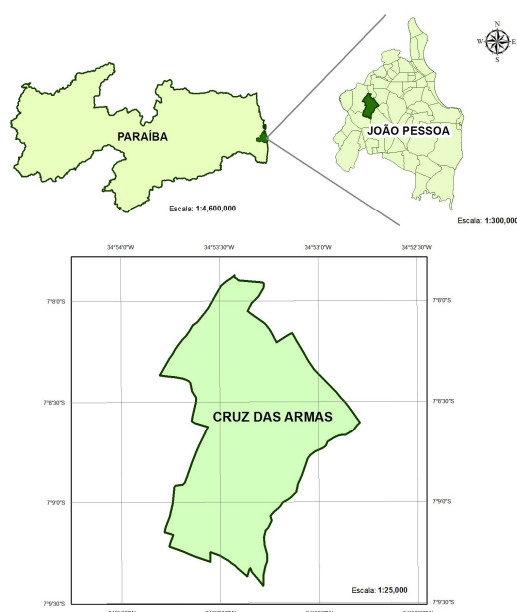 N
W E
S
PARAÍBA
JOÃO PESSOA
Escala: 1:4,600,000
Escala: 1:300,000
34°54'0"W 34°53'30"W 34°53'0"W 34°52'30"W
7°8'0"S 7°8'0"S
7°8'30"S 7°8'30"S
CRUZ DAS ARMAS
7°9'0"S 7°9'0"S
Escala: 1:25,000
7°9'30"S 7°9'30"S